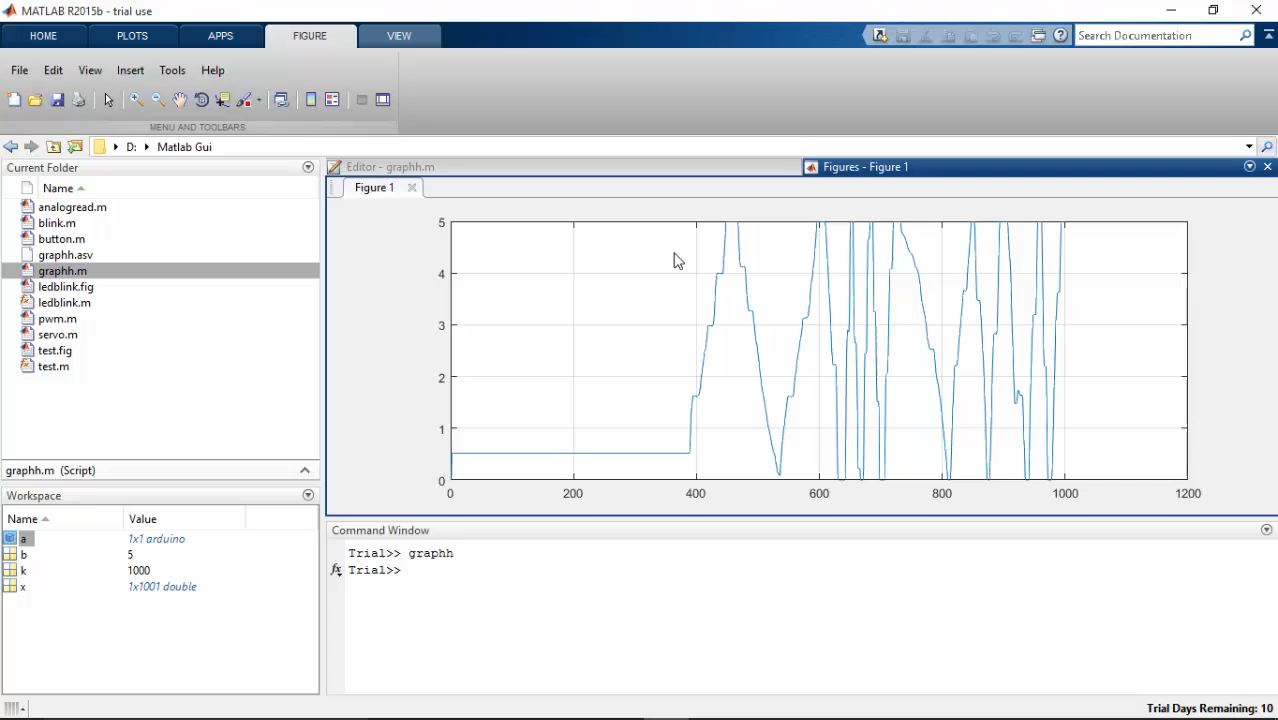 MATLAB R2015b - trial use
HOME PLOTS APPS FIGURE VIEW
Search Documentation
File Edit View Insert Tools Help
MENU AND TOOLBARS
D: Matlab Gui
Current Folder
Name
analogread.m
blink.m
button.m
graphh.asv
graphh.m
ledblink.fig
ledblink.m
pwm.m
servo.m
test.fig
test.m
graphh.m (Script)
Workspace
Name Value
a 1x1 arduino
b 5
k 1000
x 1x1001 double
Editor - graphh.m
Figures - Figure 1
Figure 1
5
4
3
2
1
0
0 200 400 600 800 1000 1200
Command Window
Trial>> graphh
fx Trial>>
Trial Days Remaining: 10